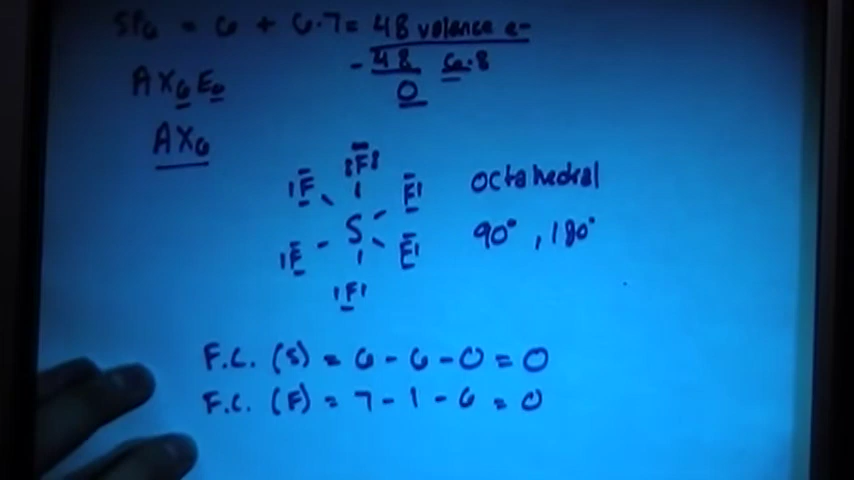 SF6 = 6 + 6·7 = 48 valence e-
- 48 6·8
0
AX6E0
AX6
F
F F
octahedral
S
90°, 180°
F F
F
F.C. (S) = 6 - 6 - 0 = 0
F.C. (F) = 7 - 1 - 6 = 0